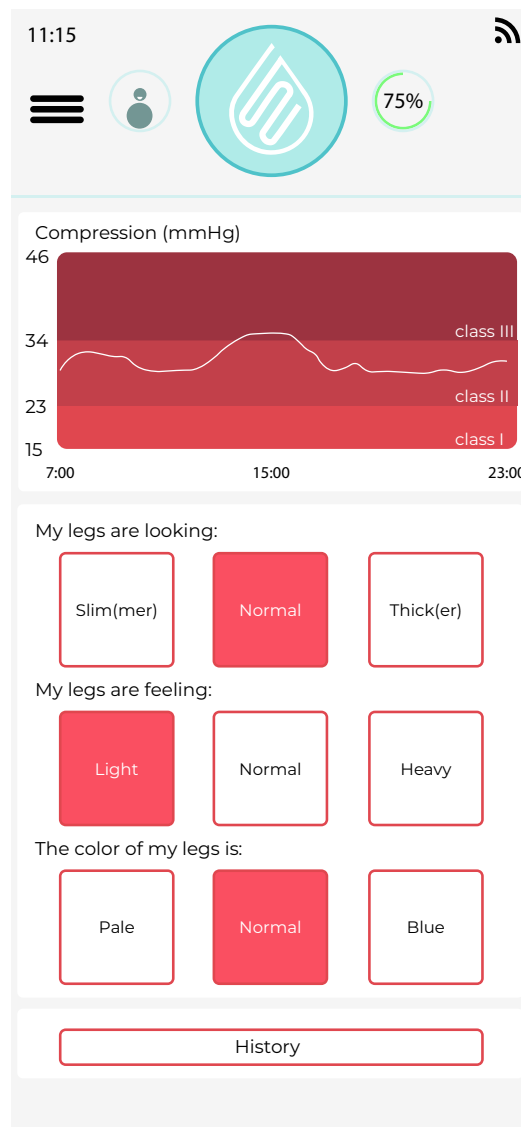 11:15
75%
Compression (mmHg)
46
class III
34
class II
23
class I
15
7:00 15:00 23:00
My legs are looking:
Slim(mer) Normal Thick(er)
My legs are feeling:
Light Normal Heavy
The color of my legs is:
Pale Normal Blue
History